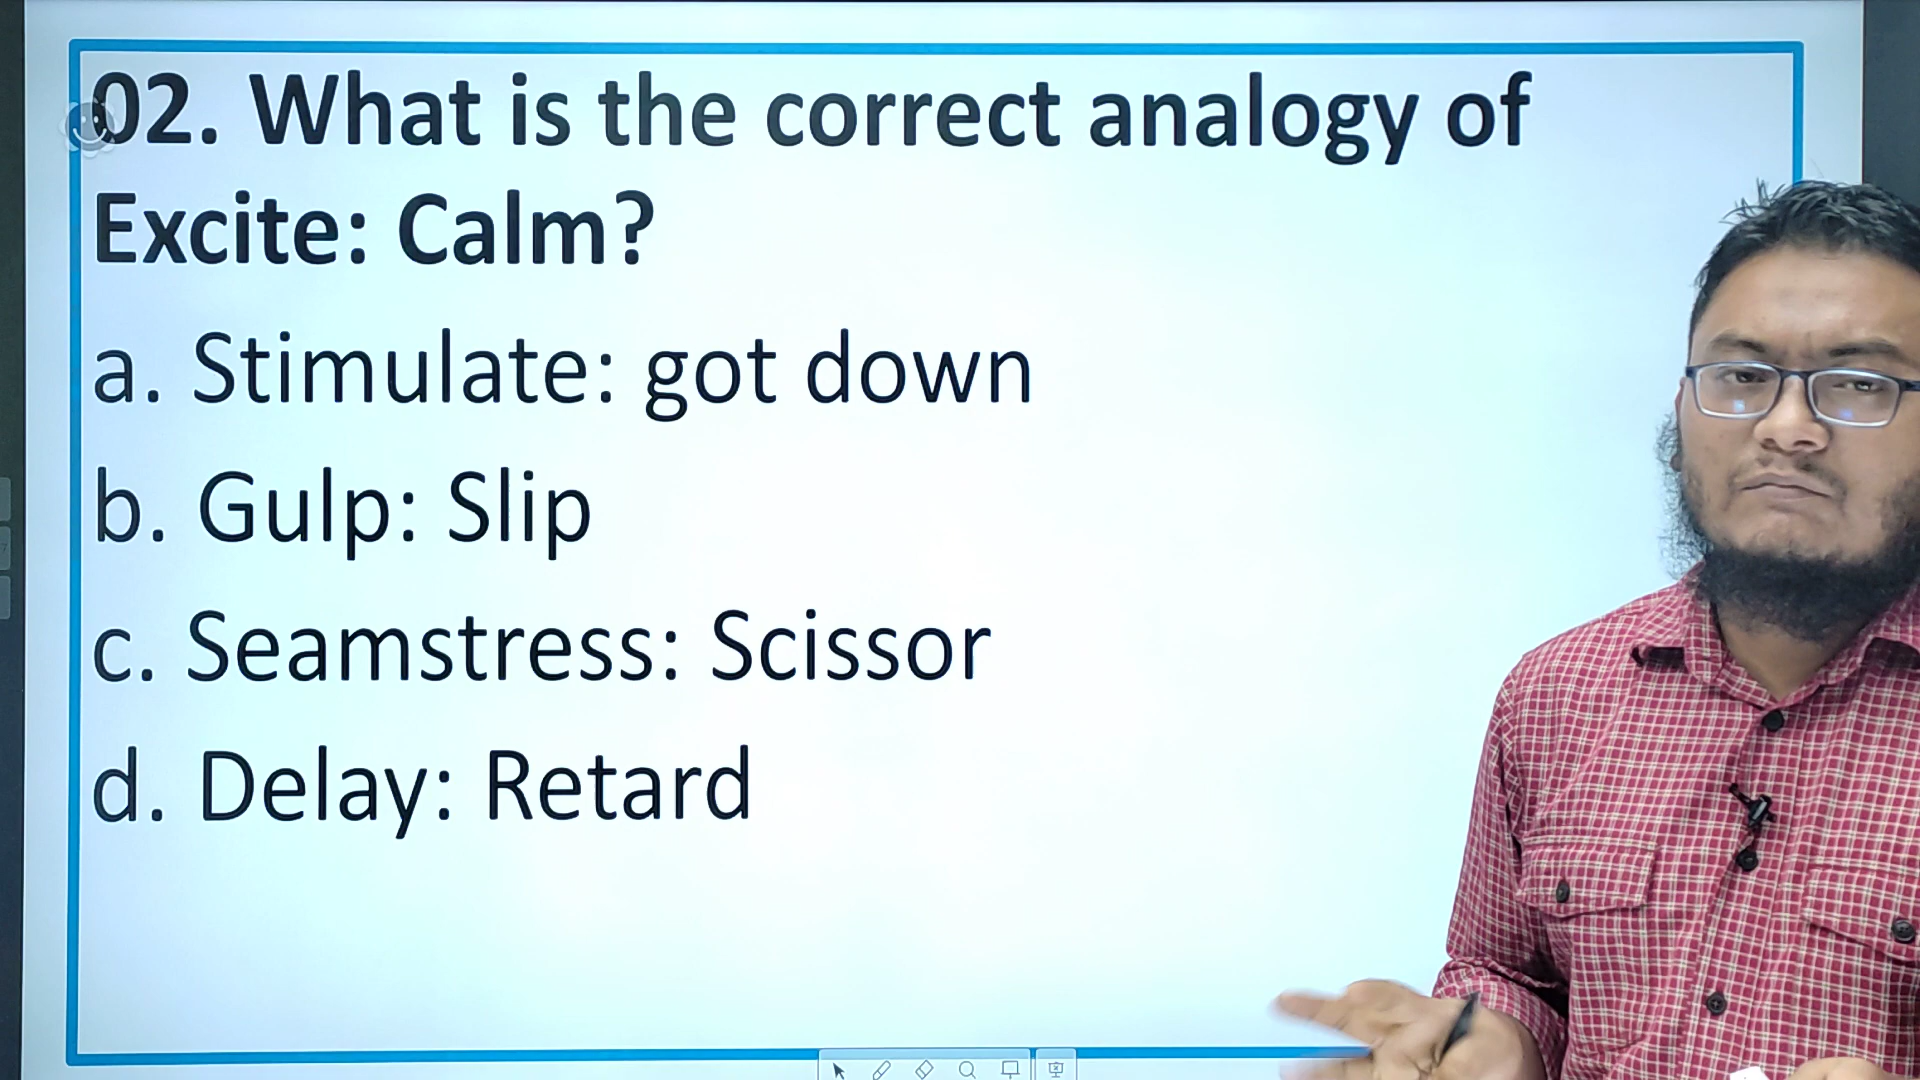 02. What is the correct analogy of
Excite: Calm?
a. Stimulate: got down
b. Gulp: Slip
c. Seamstress: Scissor
d. Delay: Retard